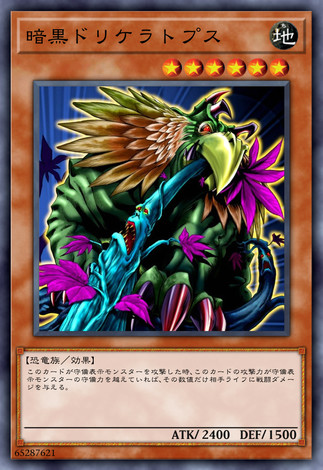 暗黒ドリケラトプス
地
【恐竜族／効果】
このカードが守備表示モンスターを攻撃した時、このカードの攻撃力が守備表
示モンスターの守備力を越えていれば、その数値だけ相手ライフに戦闘ダメー
ジを与える。
ATK/ 2400 DEF/1500
65287621